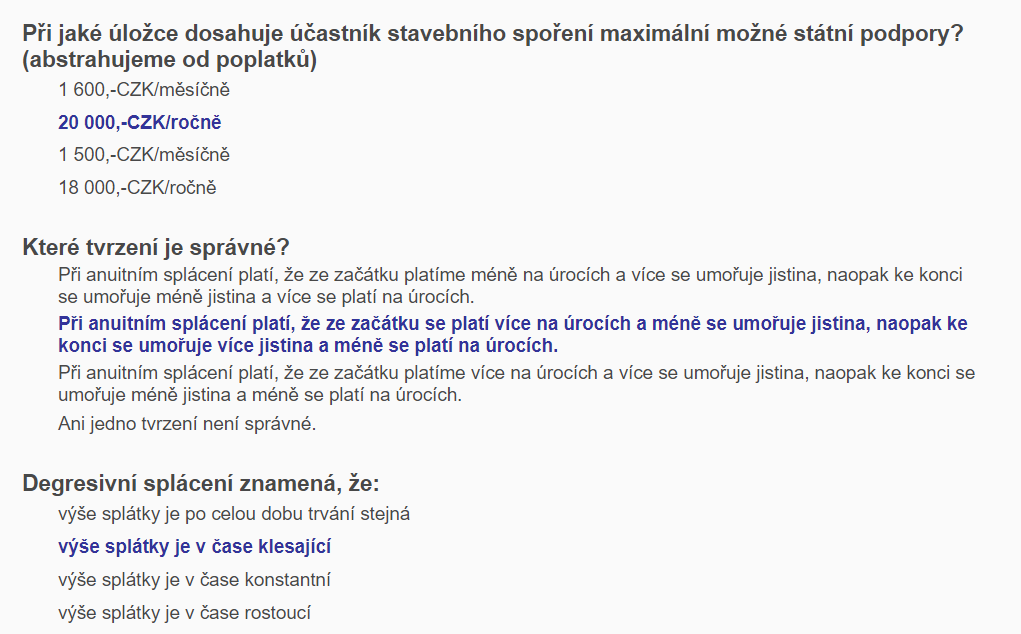 Při jaké úložce dosahuje účastník stavebního spoření maximální možné státní podpory?
(abstrahujeme od poplatků)
1 600,-CZK/měsíčně
20 000,-CZK/ročně
1 500,-CZK/měsíčně
18 000,-CZK/ročně
Které tvrzení je správné?
Při anuitním splácení platí, že ze začátku platíme méně na úrocích a více se umořuje jistina, naopak ke konci
se umořuje méně jistina a více se platí na úrocích.
Při anuitním splácení platí, že ze začátku se platí více na úrocích a méně se umořuje jistina, naopak ke
konci se umořuje více jistina a méně se platí na úrocích.
Při anuitním splácení platí, že ze začátku platíme více na úrocích a více se umořuje jistina, naopak ke konci se
umořuje méně jistina a méně se platí na úrocích.
Ani jedno tvrzení není správné.
Degresivní splácení znamená, že:
výše splátky je po celou dobu trvání stejná
výše splátky je v čase klesající
výše splátky je v čase konstantní
výše splátky je v čase rostoucí